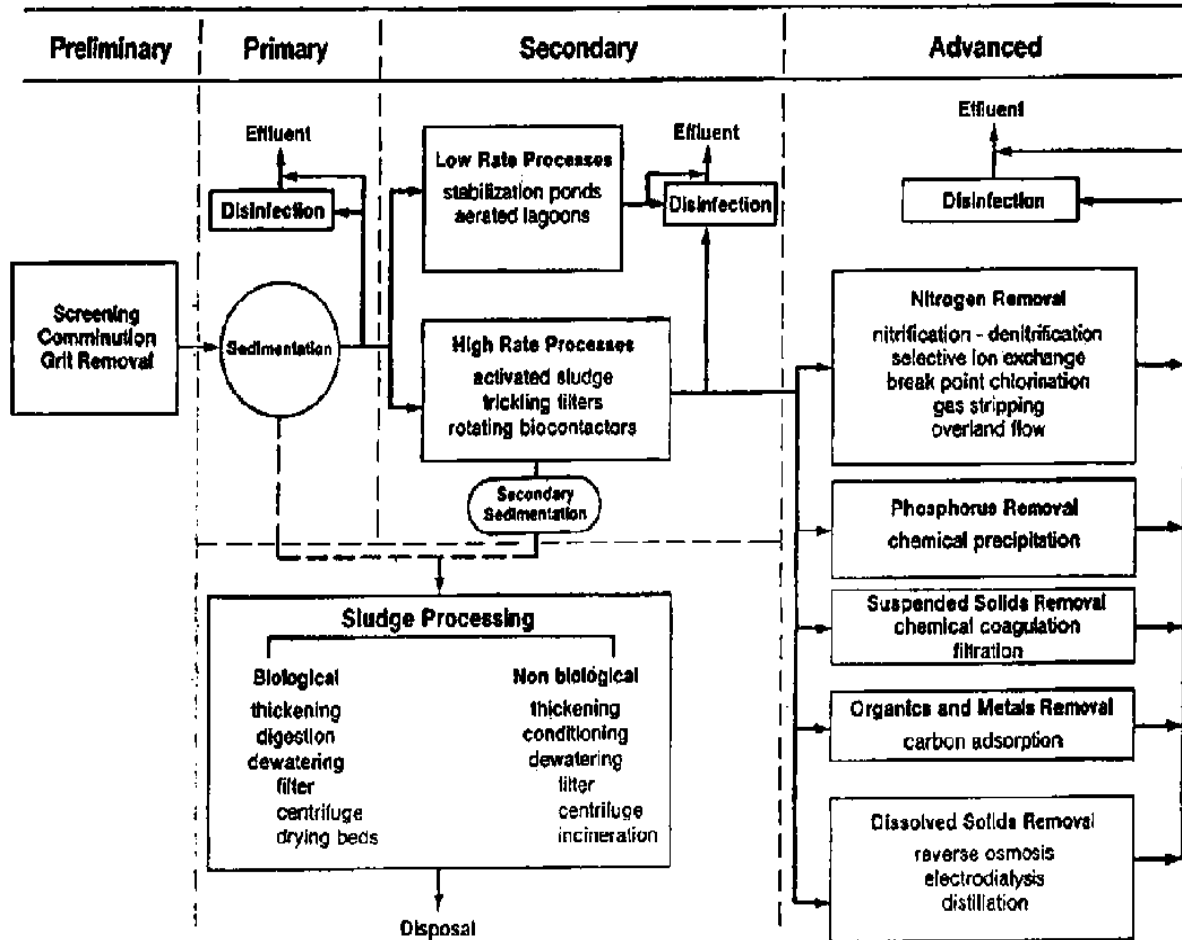 Preliminary
Primary
Secondary
Advanced
Screening
Comminution
Grit Removal
Effluent
Disinfection
Sedimentation
Low Rate Processes
stabilization ponds
aerated lagoons
Effluent
Disinfection
High Rate Processes
activated sludge
trickling filters
rotating biocontactors
Secondary
Sedimentation
Sludge Processing
Biological
thickening
digestion
dewatering
filter
centrifuge
drying beds
Non biological
thickening
conditioning
dewatering
filter
centrifuge
incineration
Disposal
Effluent
Disinfection
Nitrogen Removal
nitrification - denitrification
selective ion exchange
break point chlorination
gas stripping
overland flow
Phosphorus Removal
chemical precipitation
Suspended Solids Removal
chemical coagulation
filtration
Organics and Metals Removal
carbon adsorption
Dissolved Solids Removal
reverse osmosis
electrodialysis
distillation